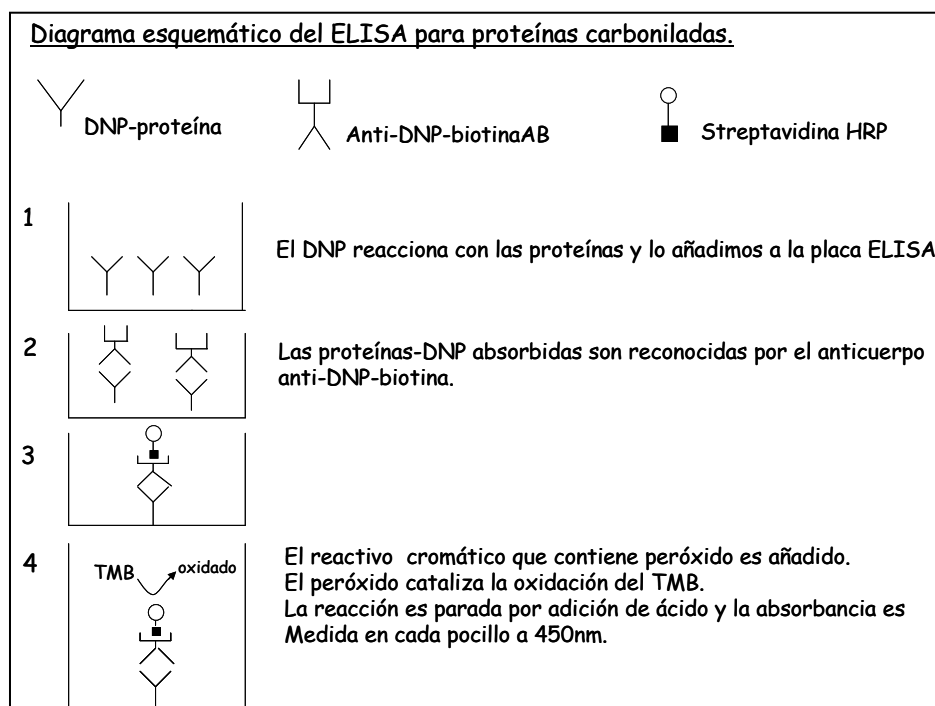 Diagrama esquemático del ELISA para proteínas carboniladas.
DNP-proteína
Anti-DNP-biotinaAB
Streptavidina HRP
1
El DNP reacciona con las proteínas y lo añadimos a la placa ELISA
2
Las proteínas-DNP absorbidas son reconocidas por el anticuerpo
anti-DNP-biotina.
3
4
TMB oxidado
El reactivo cromático que contiene peróxido es añadido.
El peróxido cataliza la oxidación del TMB.
La reacción es parada por adición de ácido y la absorbancia es
Medida en cada pocillo a 450nm.